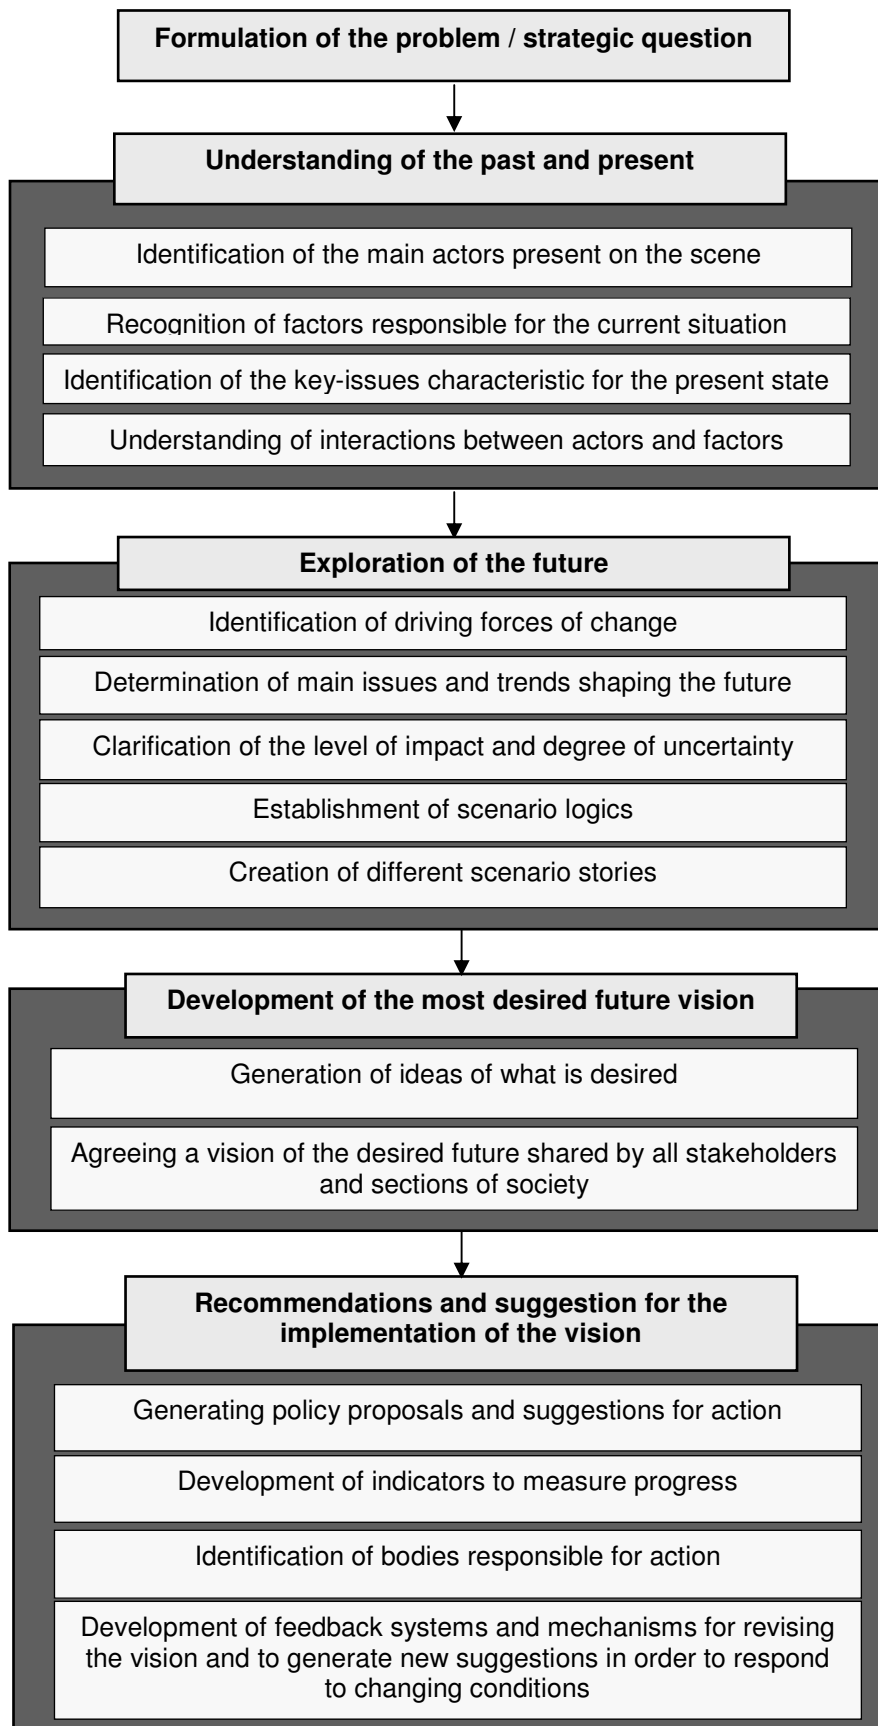 Formulation of the problem / strategic question
Understanding of the past and present
Identification of the main actors present on the scene
Recognition of factors responsible for the current situation
Identification of the key-issues characteristic for the present state
Understanding of interactions between actors and factors
Exploration of the future
Identification of driving forces of change
Determination of main issues and trends shaping the future
Clarification of the level of impact and degree of uncertainty
Establishment of scenario logics
Creation of different scenario stories
Development of the most desired future vision
Generation of ideas of what is desired
Agreeing a vision of the desired future shared by all stakeholders
and sections of society
Recommendations and suggestion for the
implementation of the vision
Generating policy proposals and suggestions for action
Development of indicators to measure progress
Identification of bodies responsible for action
Development of feedback systems and mechanisms for revising
the vision and to generate new suggestions in order to respond
to changing conditions